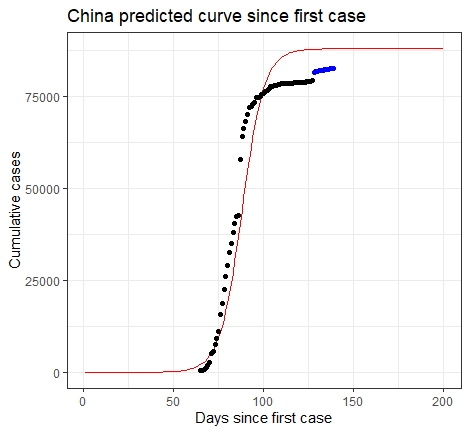 China predicted curve since first case
Cumulative cases
75000
50000
25000
0
0 50 100 150 200
Days since first case